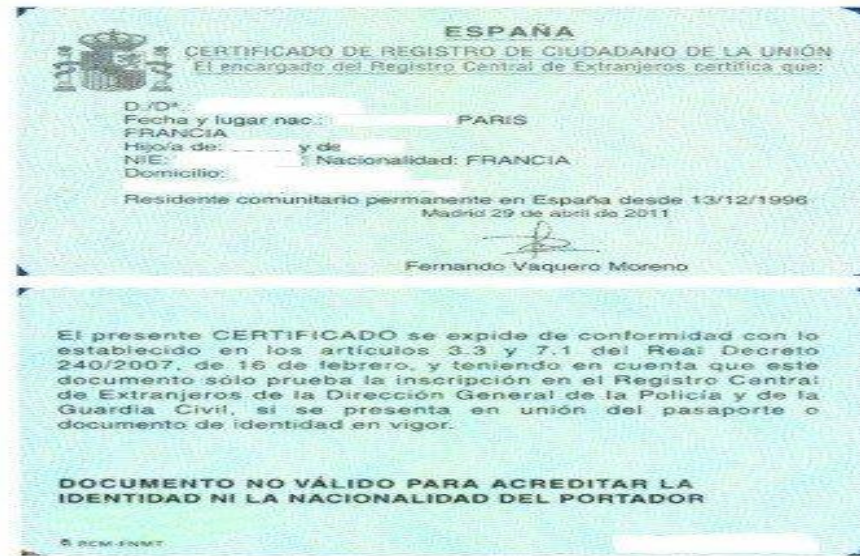 ESPAÑA
CERTIFICADO DE REGISTRO DE CIUDADANO DE LA UNIÓN
El encargado del Registro Central de Extranjeros certifica que:
D./Dª.:
Fecha y lugar nac.: PARIS
FRANCIA
Hijo/a de: y de
NIE: Nacionalidad: FRANCIA
Domicilio:
Residente comunitario permanente en España desde 13/12/1996
Madrid 29 de abril de 2011
Fernando Vaquero Moreno
El presente CERTIFICADO se expide de conformidad con lo
establecido en los artículos 3.3 y 7.1 del Real Decreto
240/2007, de 16 de febrero, y teniendo en cuenta que este
documento sólo prueba la inscripción en el Registro Central
de Extranjeros de la Dirección General de la Policía y de la
Guardia Civil, si se presenta en unión del pasaporte o
documento de identidad en vigor.
DOCUMENTO NO VÁLIDO PARA ACREDITAR LA
IDENTIDAD NI LA NACIONALIDAD DEL PORTADOR
RCM-FNMT